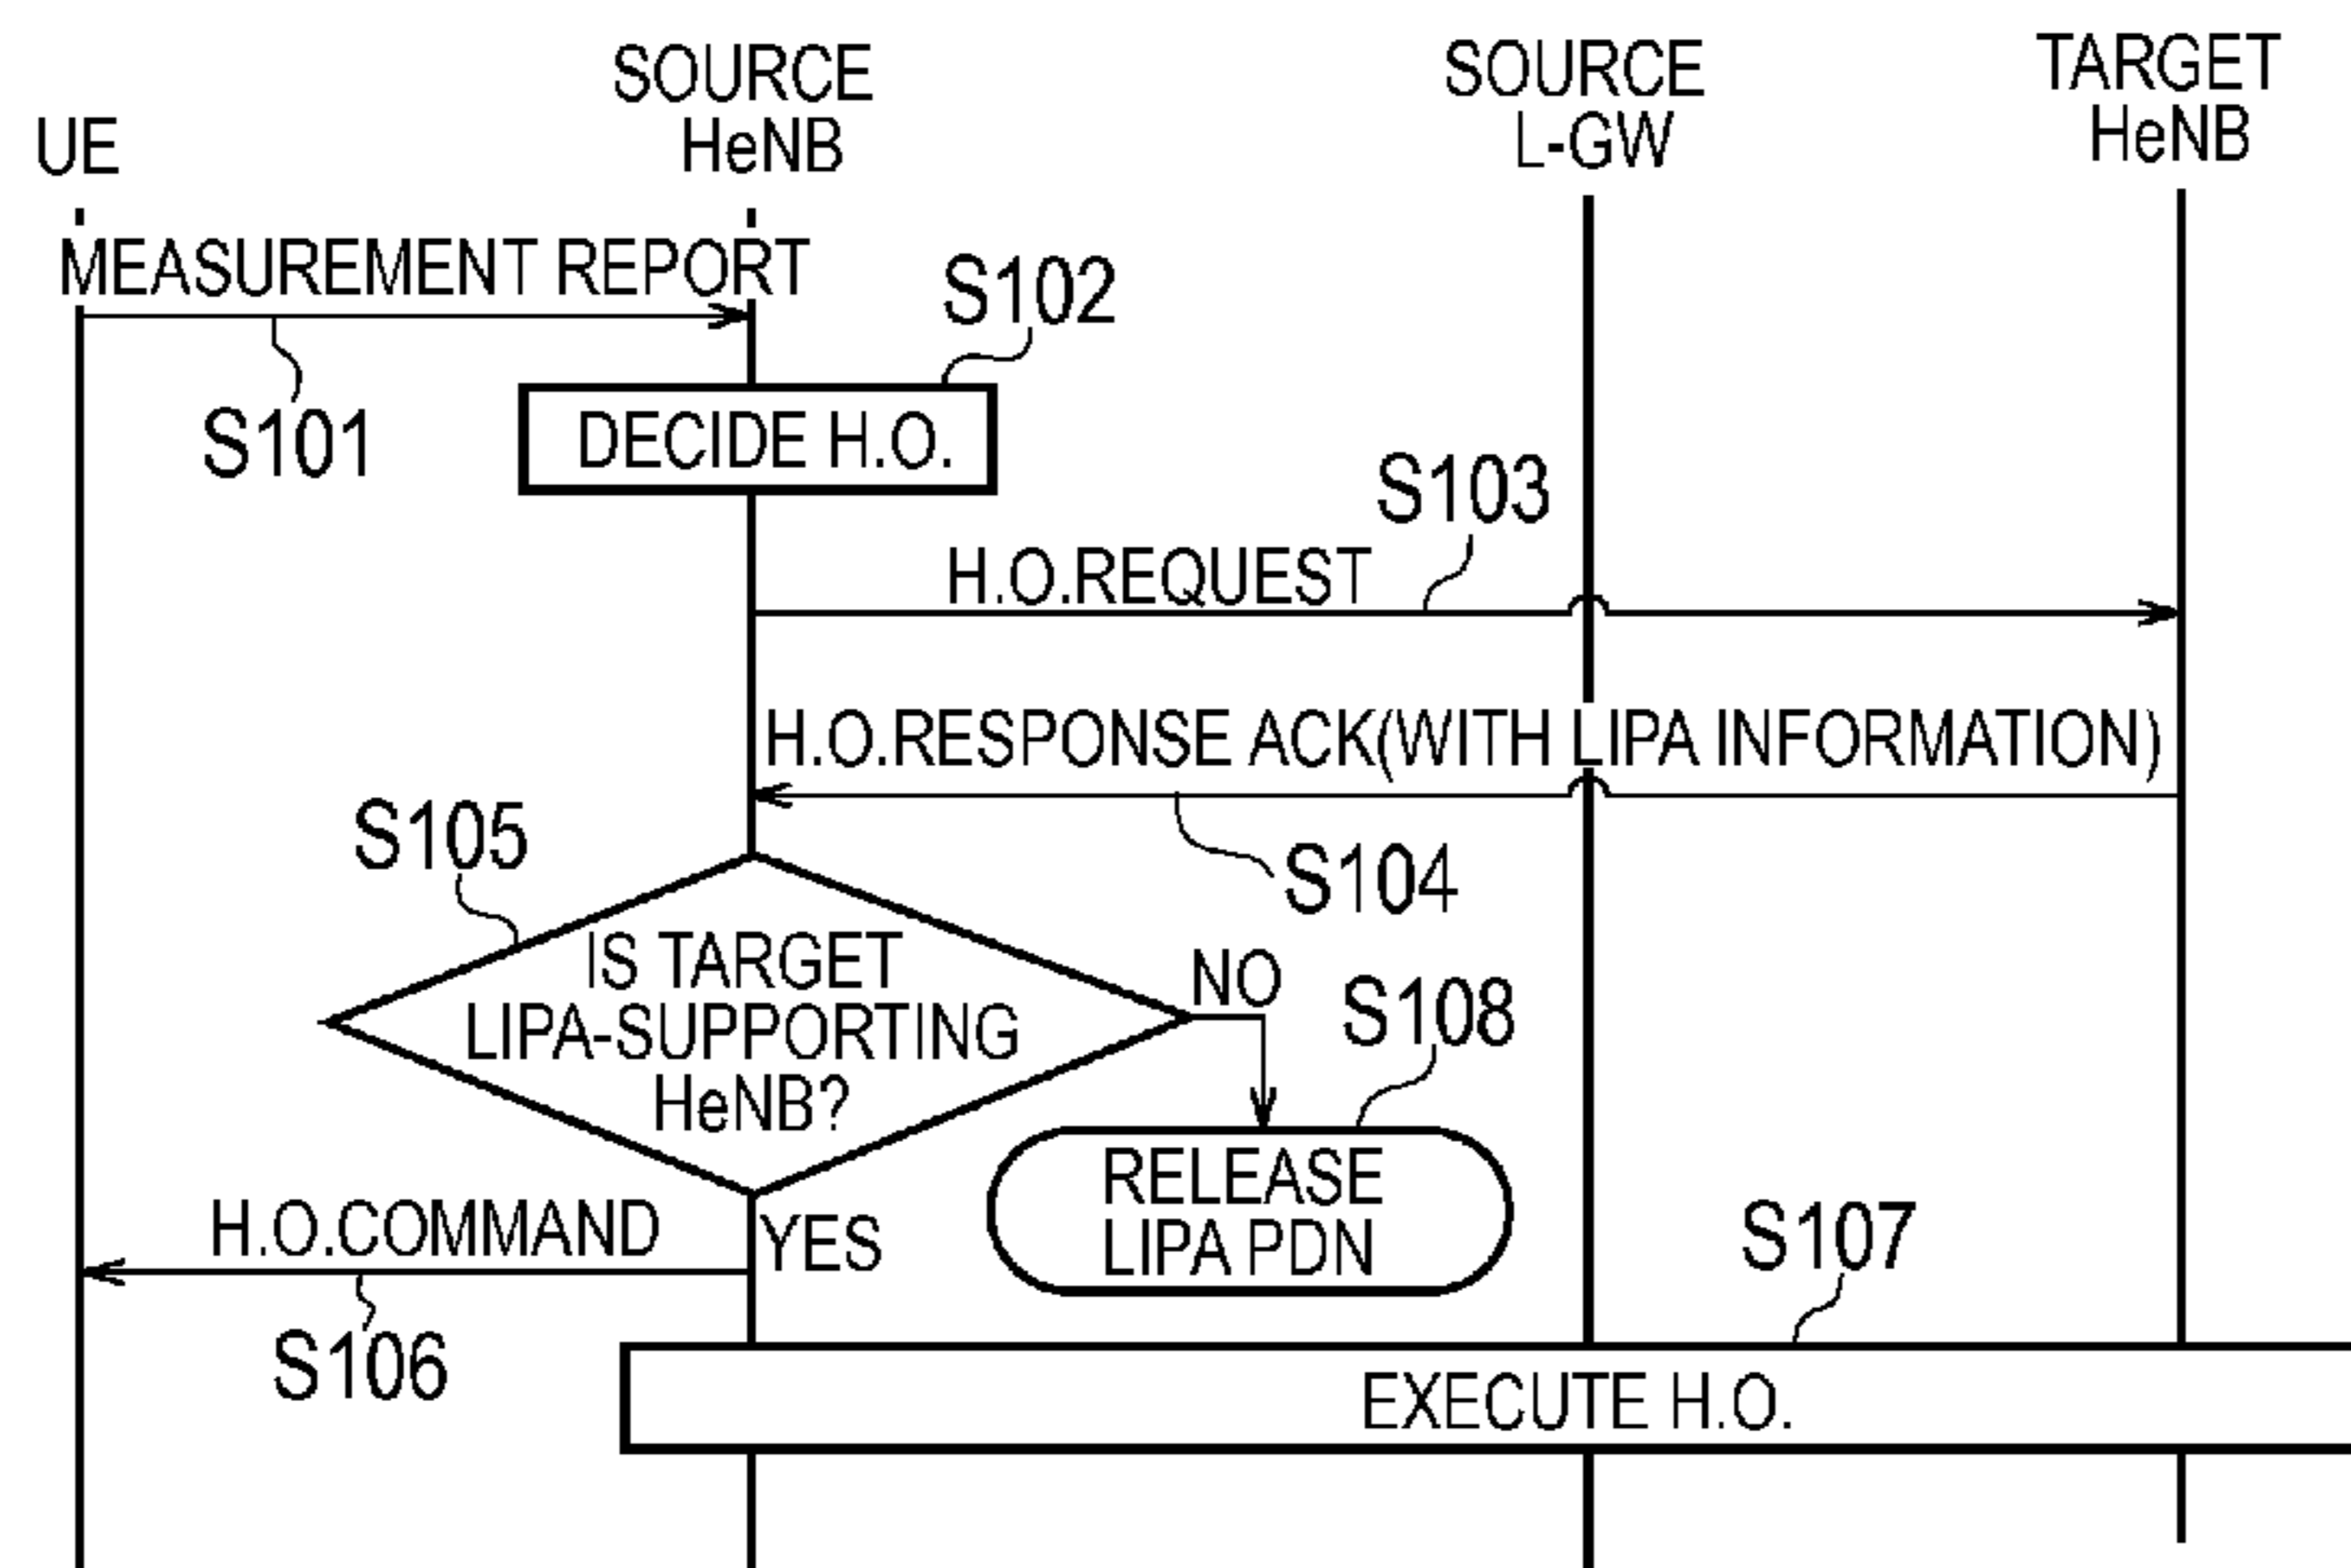 UE
SOURCE
HeNB
SOURCE
L-GW
TARGET
HeNB
MEASUREMENT REPORT
S101
S102
DECIDE H.O.
S103
H.O.REQUEST
H.O.RESPONSE ACK(WITH LIPA INFORMATION)
S104
S105
IS TARGET
LIPA-SUPPORTING
HeNB?
NO
S108
RELEASE
LIPA PDN
YES
H.O.COMMAND
S106
S107
EXECUTE H.O.